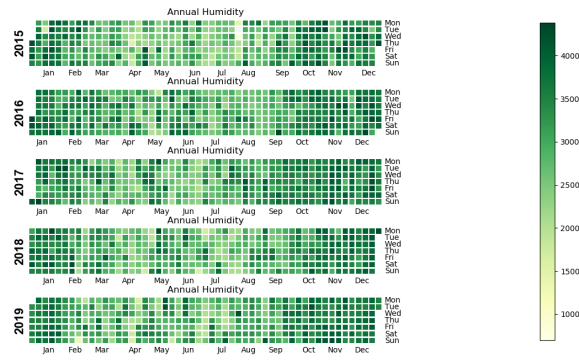 Annual Humidity
2015
Mon
Tue
Wed
Thu
Fri
Sat
Sun
Jan Feb Mar Apr May Jun Jul Aug Sep Oct Nov Dec
Annual Humidity
2016
Mon
Tue
Wed
Thu
Fri
Sat
Sun
Jan Feb Mar Apr May Jun Jul Aug Sep Oct Nov Dec
Annual Humidity
2017
Mon
Tue
Wed
Thu
Fri
Sat
Sun
Jan Feb Mar Apr May Jun Jul Aug Sep Oct Nov Dec
Annual Humidity
2018
Mon
Tue
Wed
Thu
Fri
Sat
Sun
Jan Feb Mar Apr May Jun Jul Aug Sep Oct Nov Dec
Annual Humidity
2019
Mon
Tue
Wed
Thu
Fri
Sat
Sun
Jan Feb Mar Apr May Jun Jul Aug Sep Oct Nov Dec
4000
3500
3000
2500
2000
1500
1000